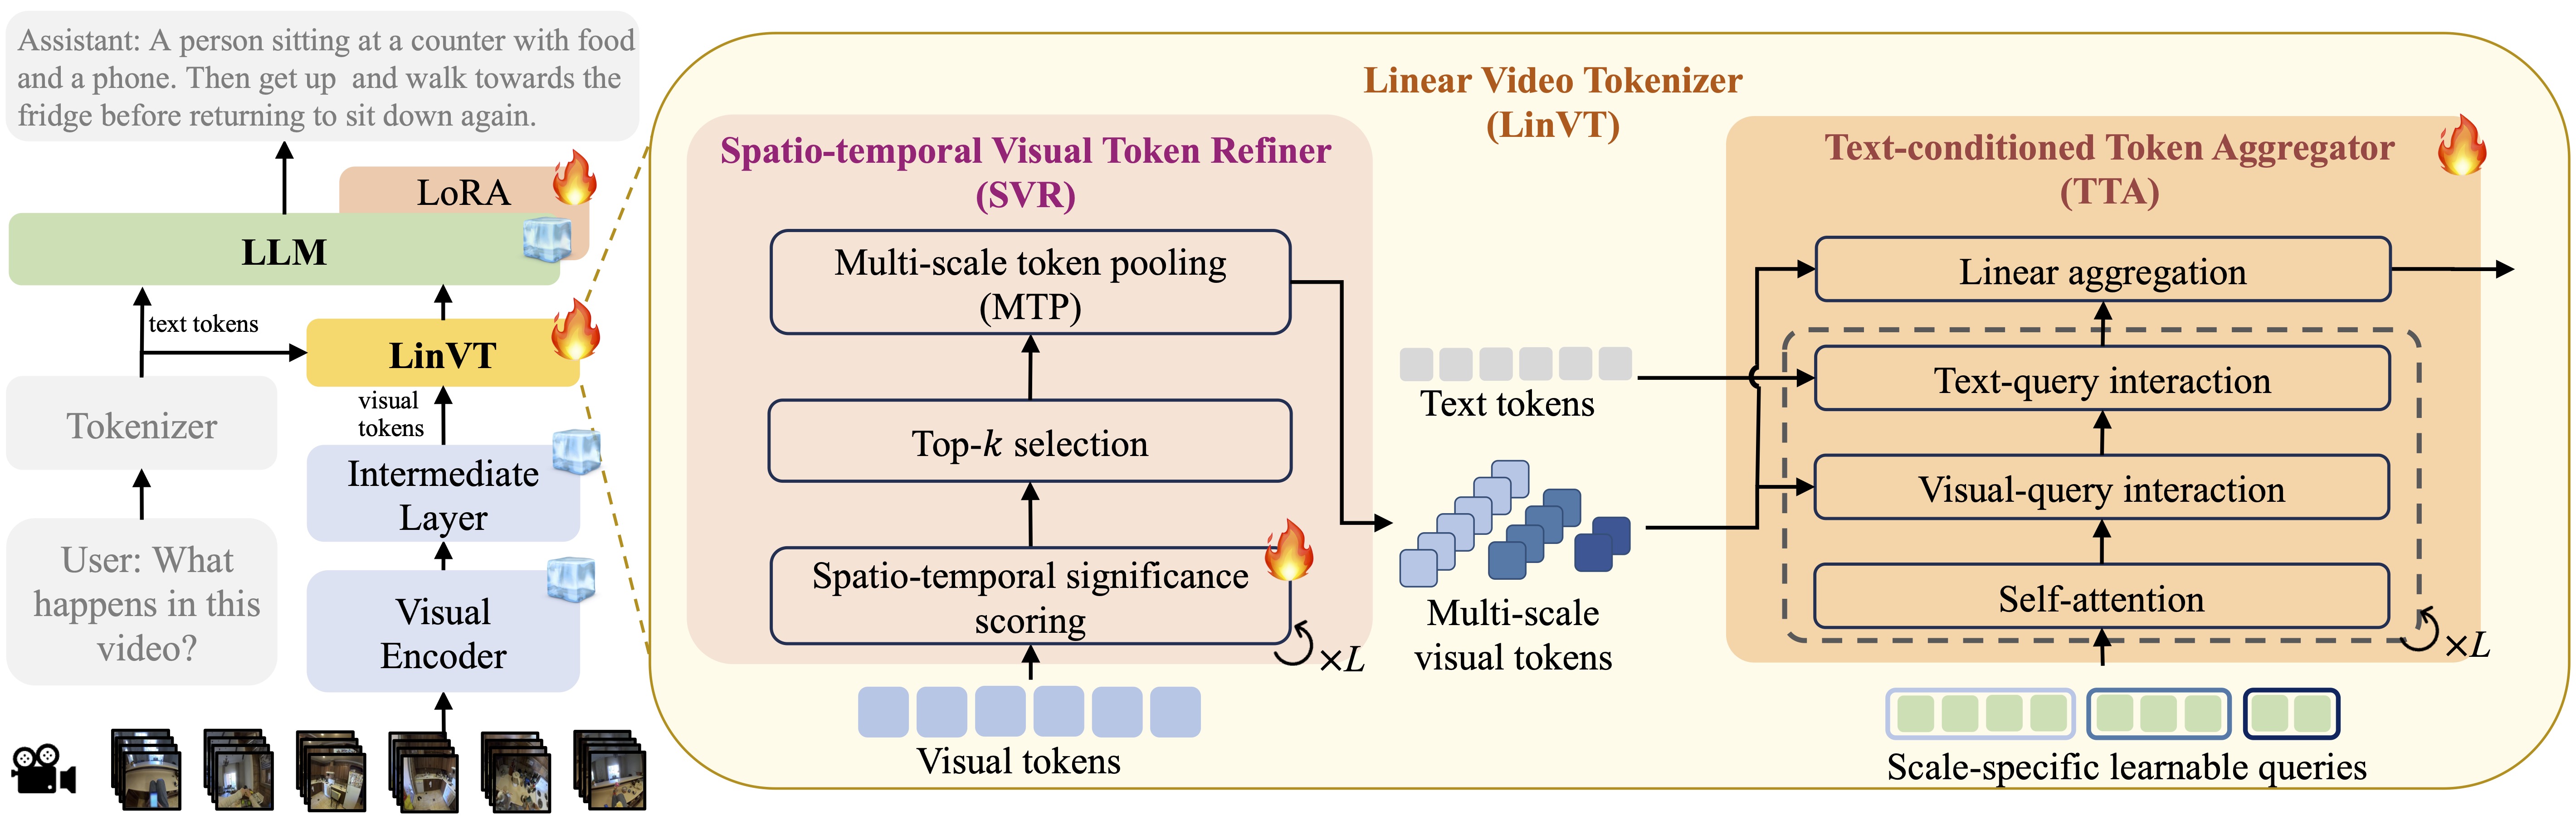 Assistant: A person sitting at a counter with food
and a phone. Then get up and walk towards the
fridge before returning to sit down again.
LoRA
LLM
text tokens
LinVT
visual
tokens
Tokenizer
Intermediate
Layer
User: What
happens in this
video?
Visual
Encoder
Linear Video Tokenizer
(LinVT)
Spatio-temporal Visual Token Refiner
(SVR)
Multi-scale token pooling
(MTP)
Top-k selection
Spatio-temporal significance
scoring
×L
Visual tokens
Text tokens
Multi-scale
visual tokens
Text-conditioned Token Aggregator
(TTA)
Linear aggregation
Text-query interaction
Visual-query interaction
Self-attention
×L
Scale-specific learnable queries